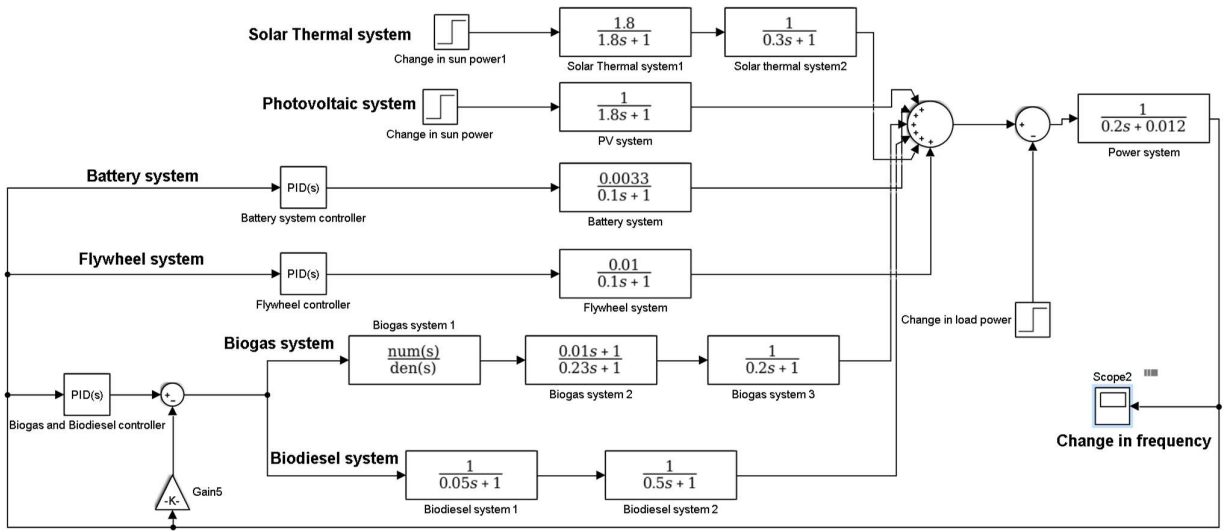 Solar Thermal system
Change in sun power1
1.8
1.8s + 1
Solar Thermal system1
1
0.3s + 1
Solar thermal system2
Photovoltaic system
Change in sun power
1
1.8s + 1
PV system
+
+
+
+
+
+
+
−
1
0.2s + 0.012
Power system
Battery system
PID(s)
Battery system controller
0.0033
0.1s + 1
Battery system
Flywheel system
PID(s)
Flywheel controller
0.01
0.1s + 1
Flywheel system
Change in load power
Biogas system
Biogas system 1
num(s)
den(s)
0.01s + 1
0.23s + 1
Biogas system 2
1
0.2s + 1
Biogas system 3
PID(s)
Biogas and Biodiesel controller
+
−
Scope2
Change in frequency
Biodiesel system
1
0.05s + 1
Biodiesel system 1
1
0.5s + 1
Biodiesel system 2
-K-
Gain5